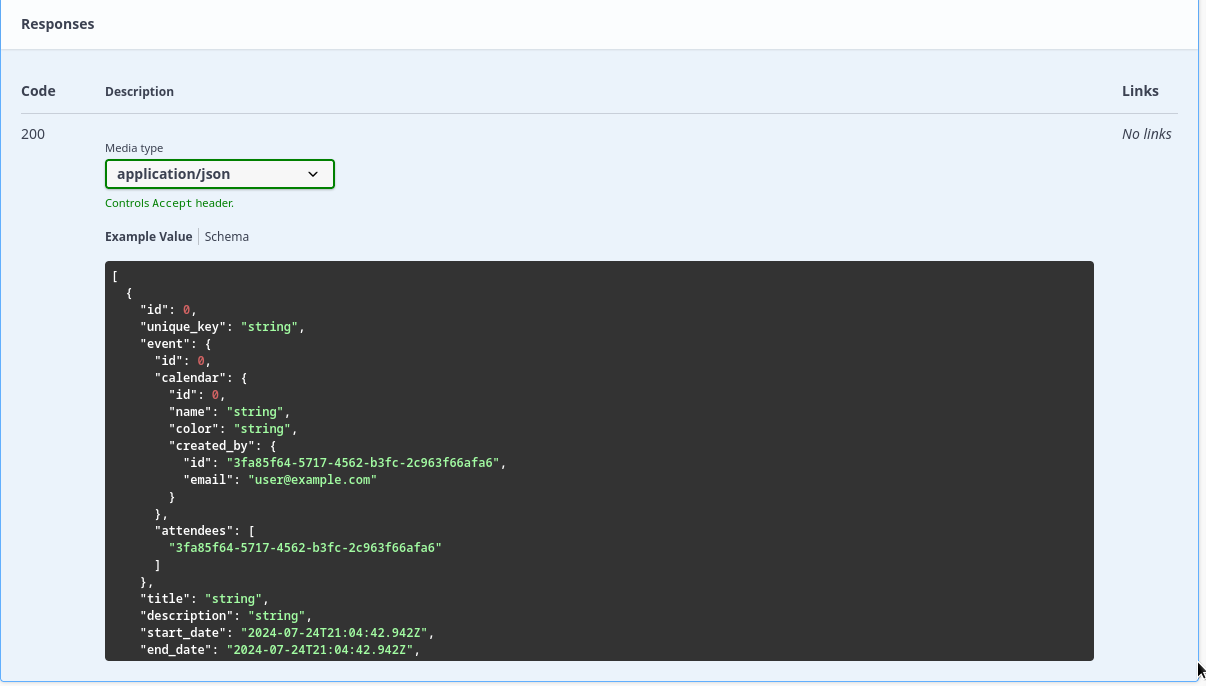 Responses
Code Description Links
200 No links
Media type
application/json
Controls Accept header.
Example Value Schema
[
  {
    "id": 0,
    "unique_key": "string",
    "event": {
      "id": 0,
      "calendar": {
        "id": 0,
        "name": "string",
        "color": "string",
        "created_by": {
          "id": "3fa85f64-5717-4562-b3fc-2c963f66afa6",
          "email": "user@example.com"
        }
      },
      "attendees": [
        "3fa85f64-5717-4562-b3fc-2c963f66afa6"
      ]
    },
    "title": "string",
    "description": "string",
    "start_date": "2024-07-24T21:04:42.942Z",
    "end_date": "2024-07-24T21:04:42.942Z",